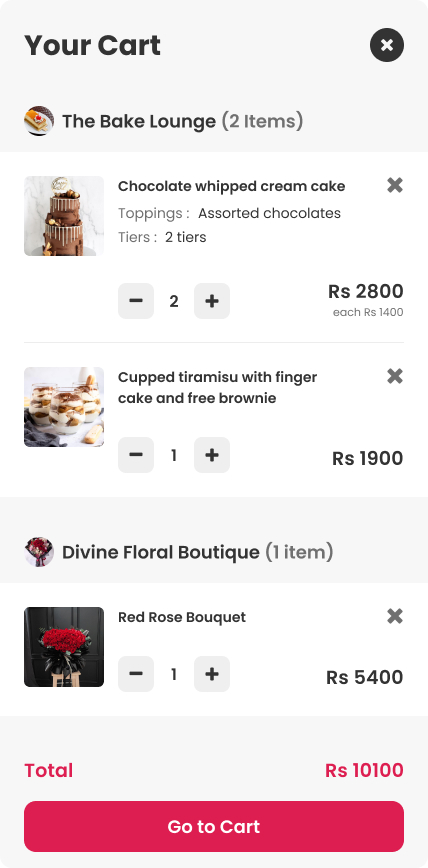 Your Cart
The Bake Lounge (2 Items)
Chocolate whipped cream cake
Toppings : Assorted chocolates
Tiers : 2 tiers
2
Rs 2800
each Rs 1400
Cupped tiramisu with finger
cake and free brownie
1
Rs 1900
Divine Floral Boutique (1 item)
Red Rose Bouquet
1
Rs 5400
Total
Rs 10100
Go to Cart